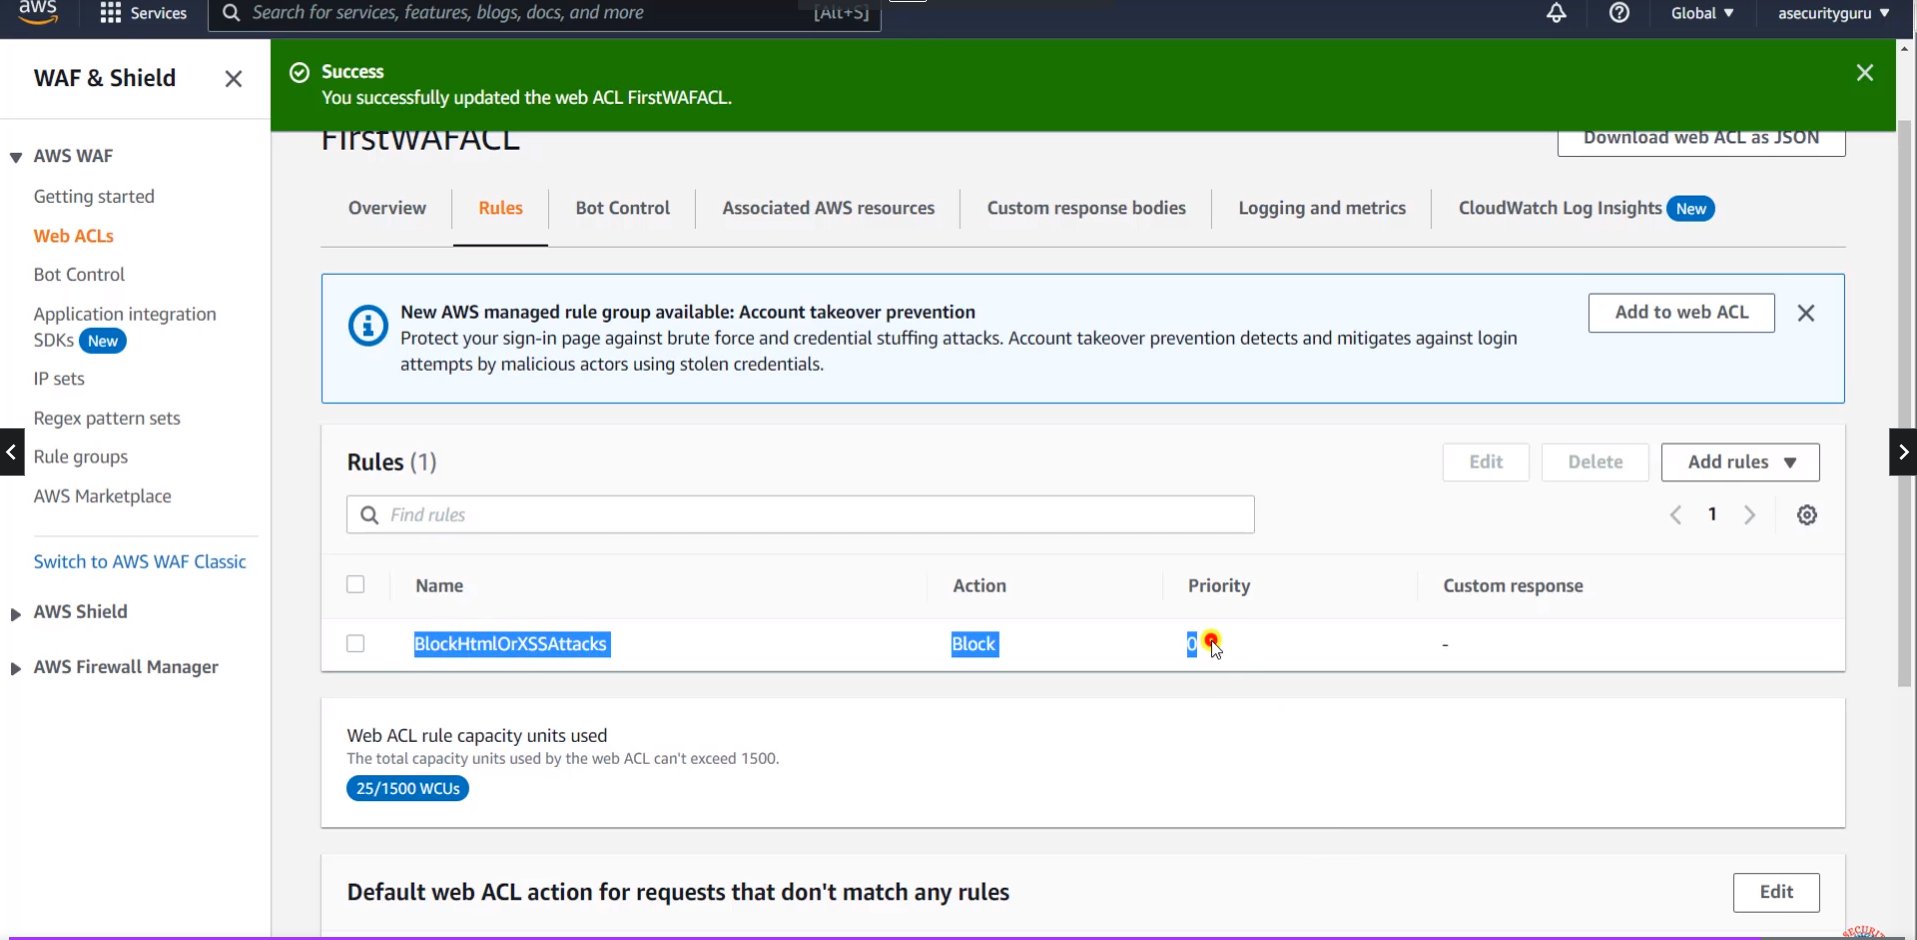 aws
Services
Search for services, features, blogs, docs, and more
[Alt+S]
Global
asecurityguru
WAF & Shield
AWS WAF
Getting started
Web ACLs
Bot Control
Application integration
SDKs New
IP sets
Regex pattern sets
Rule groups
AWS Marketplace
Switch to AWS WAF Classic
AWS Shield
AWS Firewall Manager
Success
You successfully updated the web ACL FirstWAFACL.
FirstWAFACL
Download web ACL as JSON
Overview
Rules
Bot Control
Associated AWS resources
Custom response bodies
Logging and metrics
CloudWatch Log Insights New
New AWS managed rule group available: Account takeover prevention
Protect your sign-in page against brute force and credential stuffing attacks. Account takeover prevention detects and mitigates against login
attempts by malicious actors using stolen credentials.
Add to web ACL
Rules (1)
Edit
Delete
Add rules
Find rules
1
Name
Action
Priority
Custom response
BlockHtmlOrXSSAttacks
Block
0
-
Web ACL rule capacity units used
The total capacity units used by the web ACL can't exceed 1500.
25/1500 WCUs
Default web ACL action for requests that don't match any rules
Edit